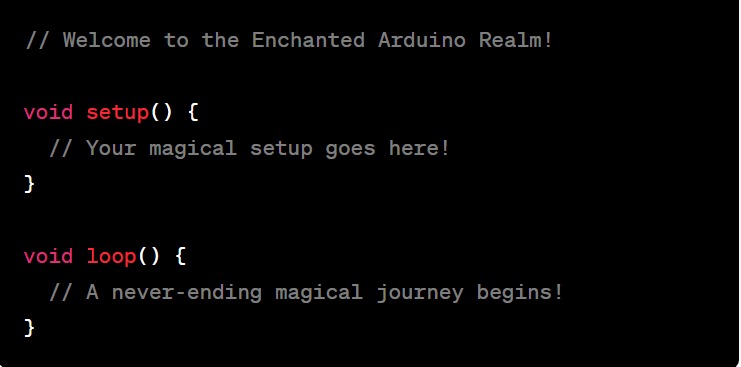 // Welcome to the Enchanted Arduino Realm!
void setup() {
// Your magical setup goes here!
}
void loop() {
// A never-ending magical journey begins!
}